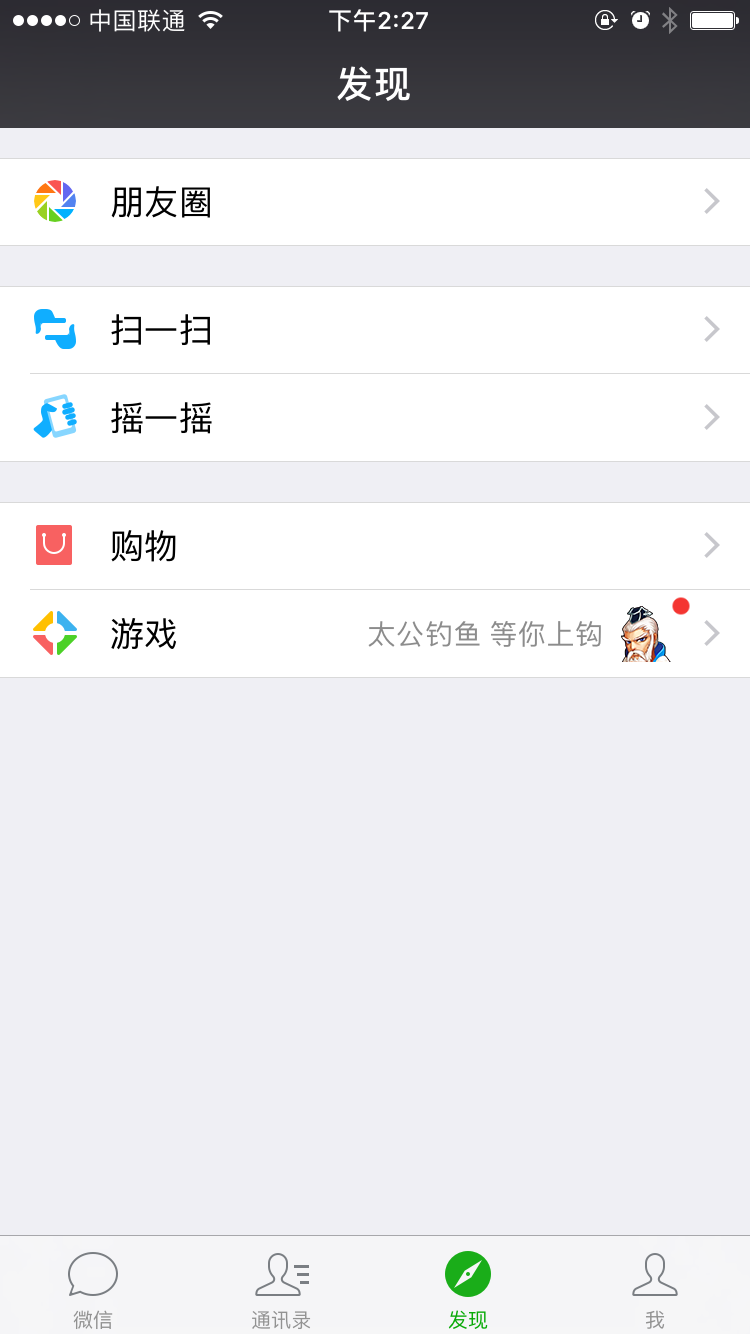 中国联通 下午2:27
发现
朋友圈
扫一扫
摇一摇
购物
游戏 太公钓鱼 等你上钩
微信 通讯录 发现 我